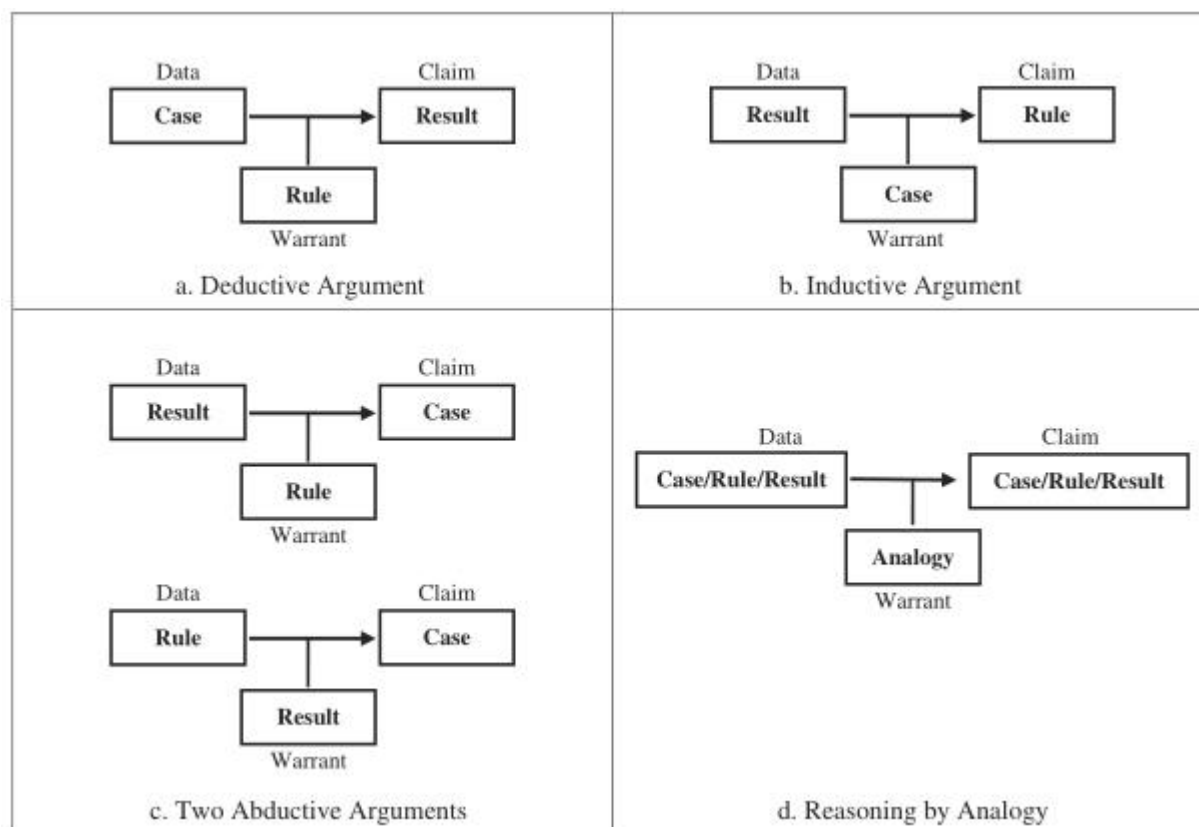 Data
Claim
Case
Result
Rule
Warrant
a. Deductive Argument
Data
Claim
Result
Rule
Case
Warrant
b. Inductive Argument
Data
Claim
Result
Case
Rule
Warrant
Data
Claim
Rule
Case
Result
Warrant
c. Two Abductive Arguments
Data
Claim
Case/Rule/Result
Case/Rule/Result
Analogy
Warrant
d. Reasoning by Analogy